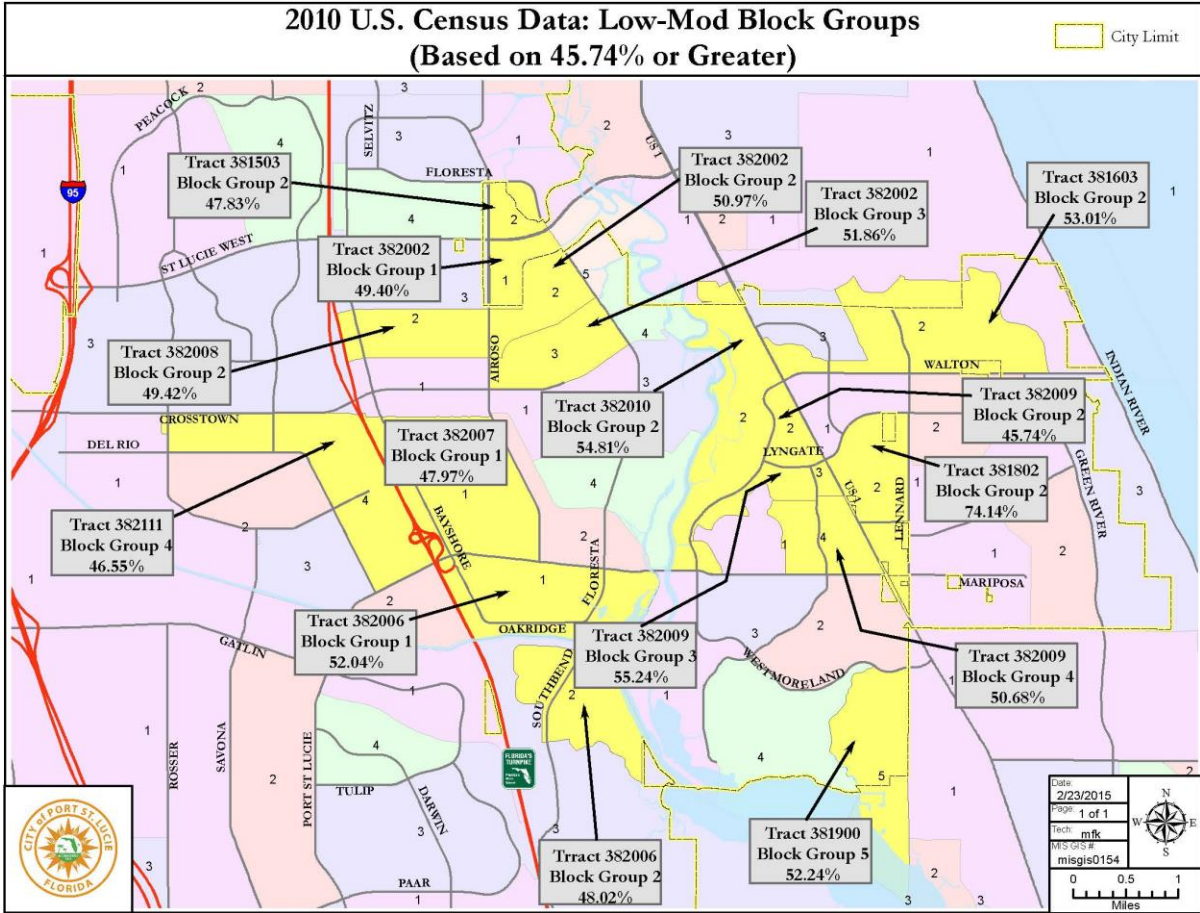 2010 U.S. Census Data: Low-Mod Block Groups
(Based on 45.74% or Greater)
City Limit
PEACOCK
SELVITZ
FLORESTA
US 1
95
ST LUCIE WEST
Tract 381503
Block Group 2
47.83%
Tract 382002
Block Group 2
50.97%
Tract 382002
Block Group 3
51.86%
Tract 381603
Block Group 2
53.01%
Tract 382002
Block Group 1
49.40%
Tract 382008
Block Group 2
49.42%
AIROSO
WALTON
INDIAN RIVER
CROSSTOWN
DEL RIO
Tract 382010
Block Group 2
54.81%
Tract 382009
Block Group 2
45.74%
Tract 382007
Block Group 1
47.97%
LYNGATE
Tract 381802
Block Group 2
74.14%
GREEN RIVER
US 1
LENNARD
Tract 382111
Block Group 4
46.55%
BAYSHORE
FLORESTA
MARIPOSA
Tract 382006
Block Group 1
52.04%
OAKRIDGE
Tract 382009
Block Group 3
55.24%
Tract 382009
Block Group 4
50.68%
GATLIN
WESTMORELAND
SOUTHBEND
ROSSER
SAVONA
PORT ST LUCIE
TULIP
DARWIN
PAAR
FLORIDA'S
TURNPIKE
Trract 382006
Block Group 2
48.02%
Tract 381900
Block Group 5
52.24%
CITY of PORT ST. LUCIE
FLORIDA
Date:
2/23/2015
Page:
1 of 1
Tech:
mfk
MIS GIS #
misgis0154
N
W E
S
0 0.5 1
Miles